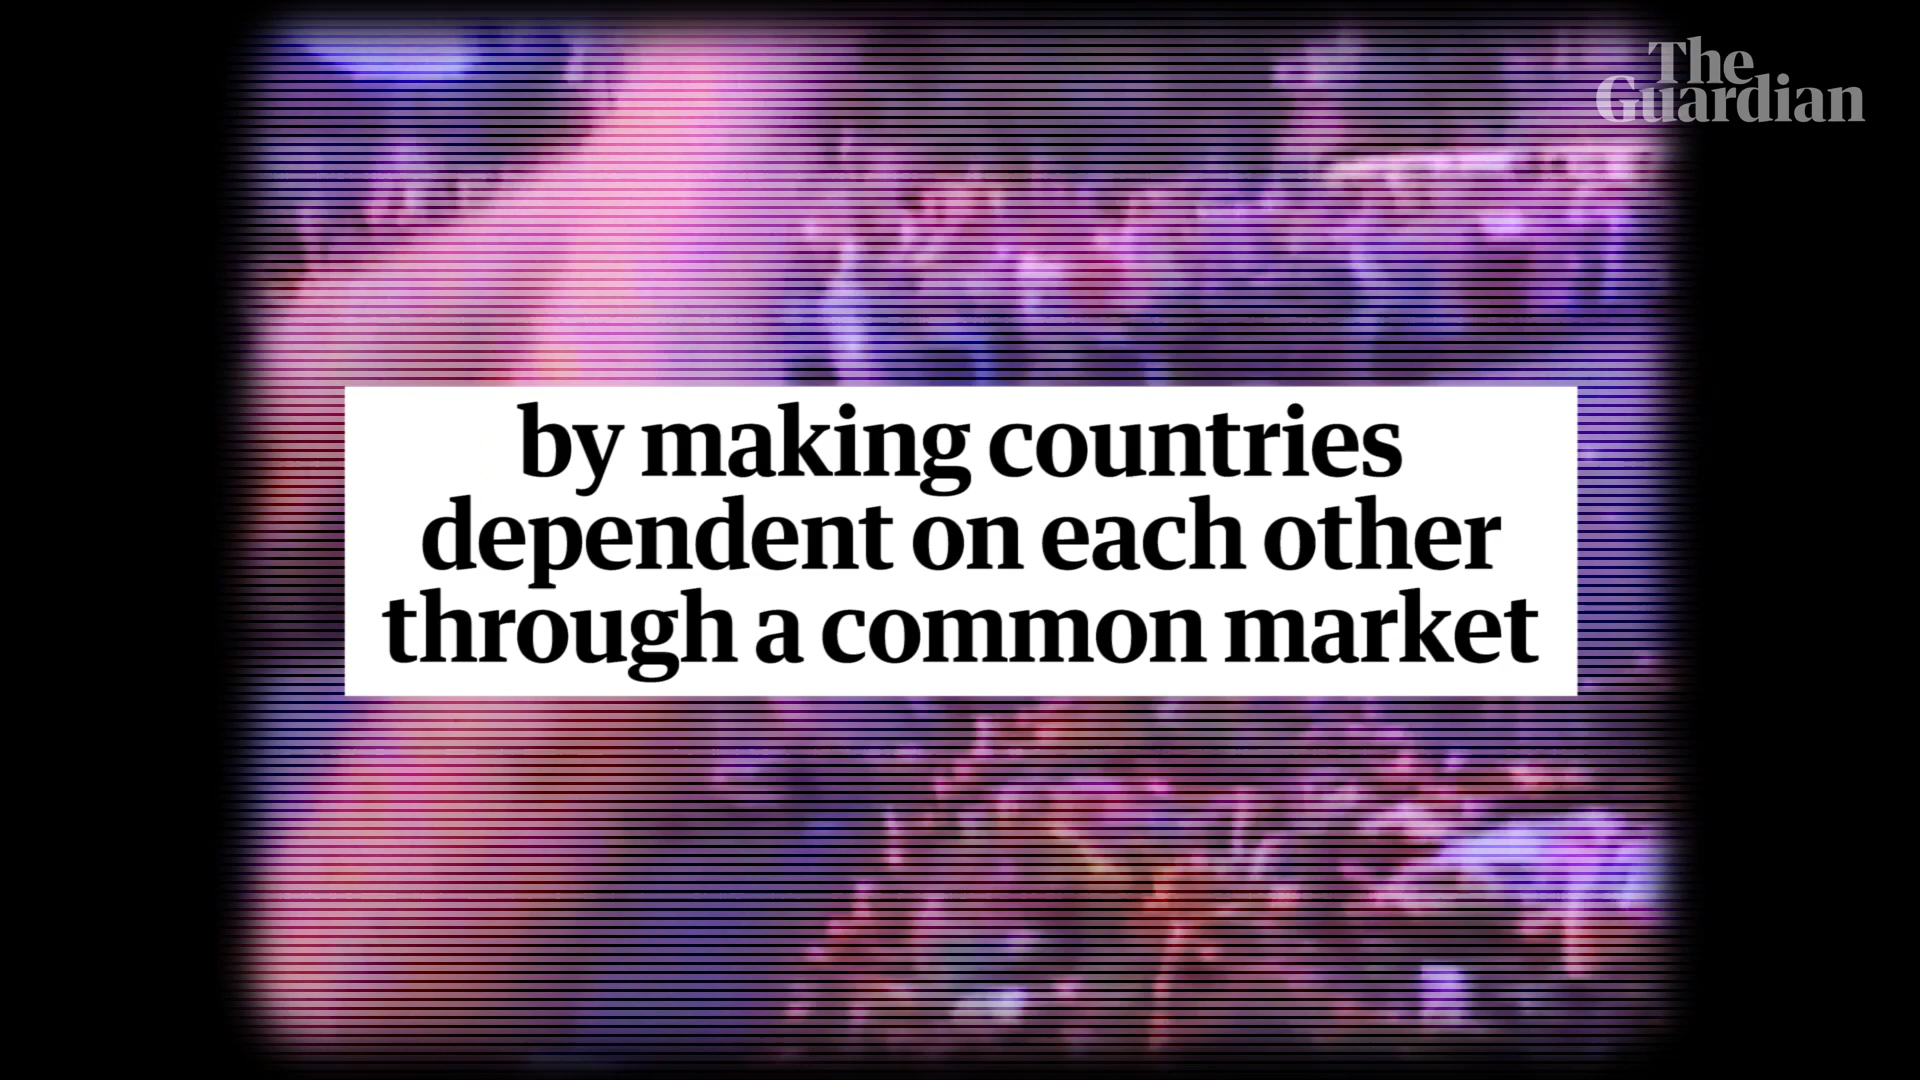 The
Guardian
by making countries
dependent on each other
through a common market